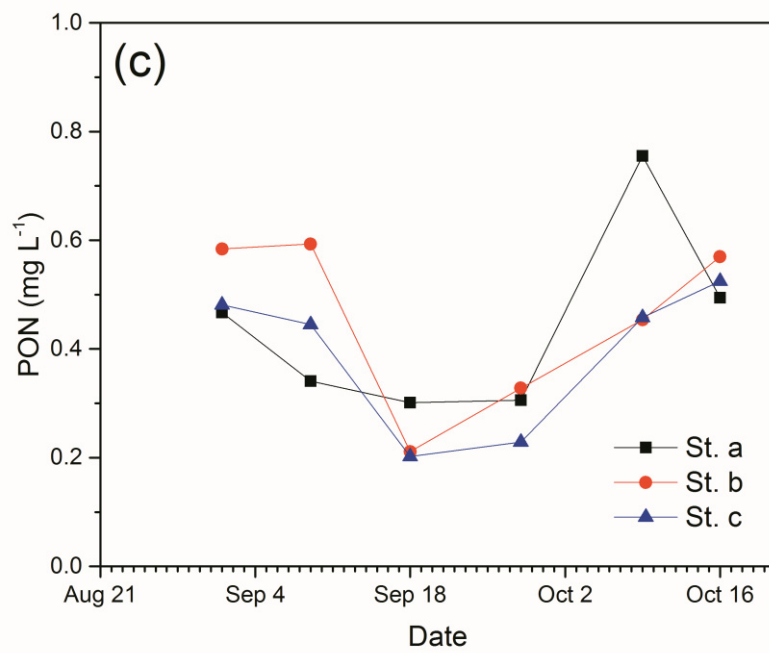 (c)
1.0
0.8
0.6
0.4
0.2
0.0
PON (mg L⁻¹)
St. a
St. b
St. c
Aug 21 Sep 4 Sep 18 Oct 2 Oct 16
Date